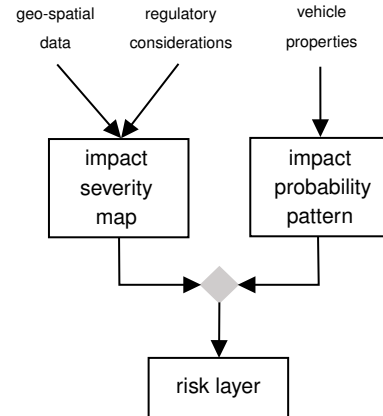 geo-spatial
data
regulatory
considerations
vehicle
properties
impact
severity
map
impact
probability
pattern
risk layer